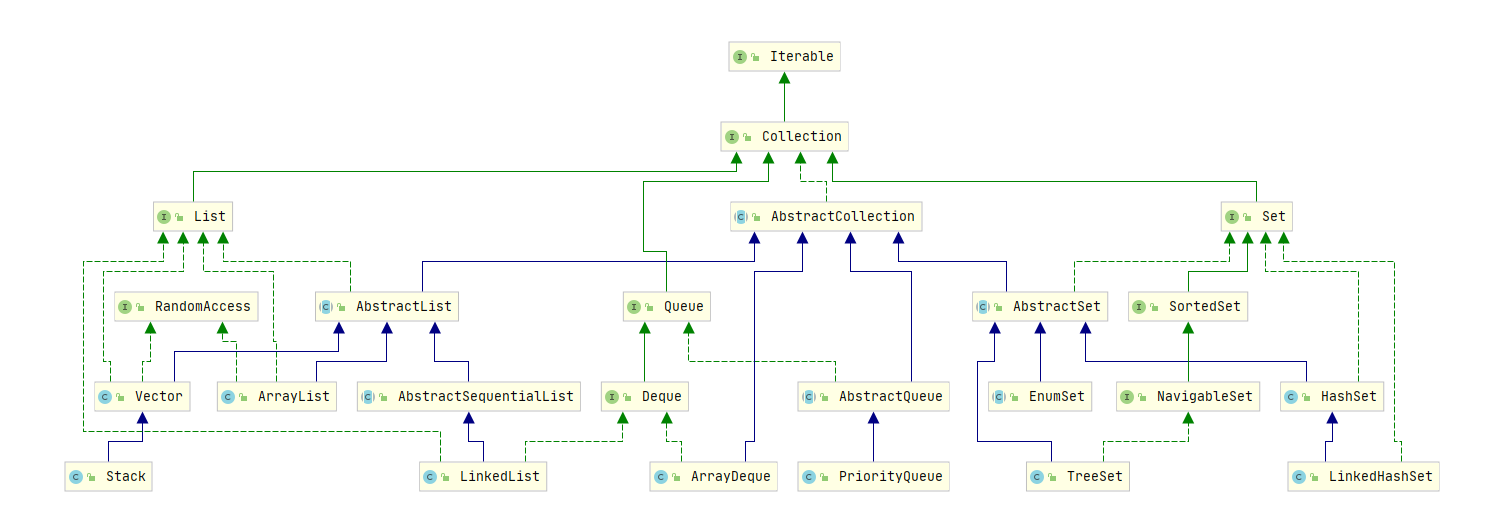 Iterable
Collection
List
AbstractCollection
Set
RandomAccess
AbstractList
Queue
AbstractSet
SortedSet
Vector
ArrayList
AbstractSequentialList
Deque
AbstractQueue
EnumSet
NavigableSet
HashSet
Stack
LinkedList
ArrayDeque
PriorityQueue
TreeSet
LinkedHashSet